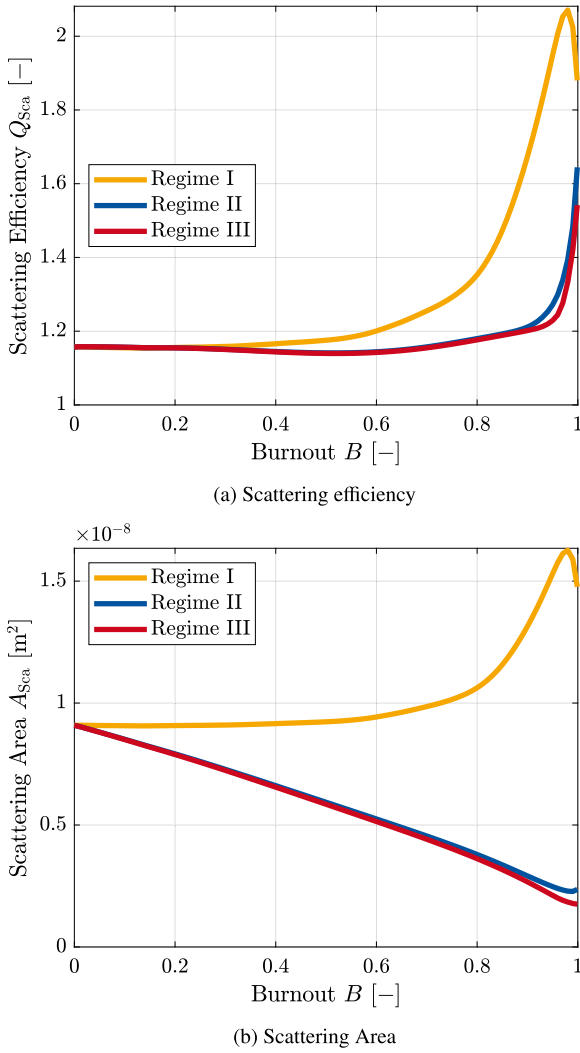 Scattering Efficiency Q_Sca [−]
2
1.8
1.6
1.4
1.2
1
Regime I
Regime II
Regime III
0 0.2 0.4 0.6 0.8 1
Burnout B [−]
(a) Scattering efficiency
×10⁻⁸
Scattering Area A_Sca [m²]
1.5
1
0.5
0
Regime I
Regime II
Regime III
0 0.2 0.4 0.6 0.8 1
Burnout B [−]
(b) Scattering Area